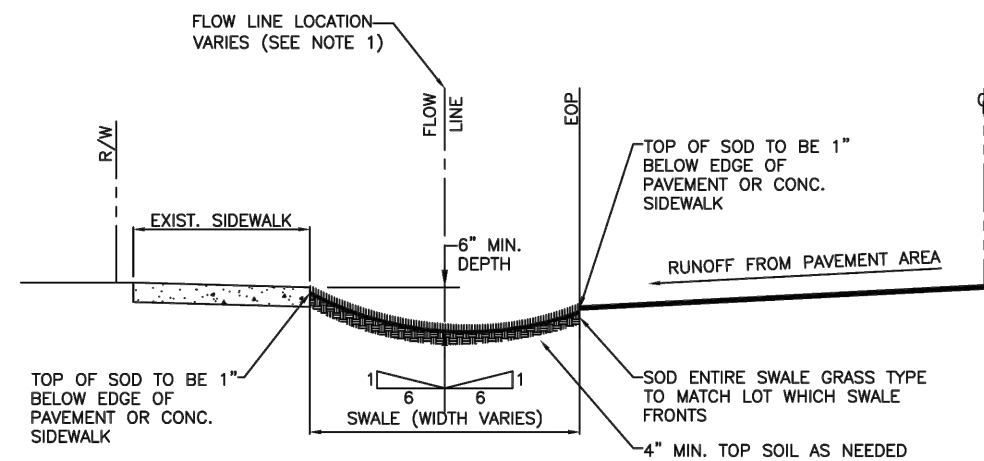 FLOW LINE LOCATION
VARIES (SEE NOTE 1)
R/W
FLOW
LINE
EOP
TOP OF SOD TO BE 1"
BELOW EDGE OF
PAVEMENT OR CONC.
SIDEWALK
EXIST. SIDEWALK
6" MIN.
DEPTH
RUNOFF FROM PAVEMENT AREA
TOP OF SOD TO BE 1"
BELOW EDGE OF
PAVEMENT OR CONC.
SIDEWALK
1
6
6
1
SWALE (WIDTH VARIES)
SOD ENTIRE SWALE GRASS TYPE
TO MATCH LOT WHICH SWALE
FRONTS
4" MIN. TOP SOIL AS NEEDED